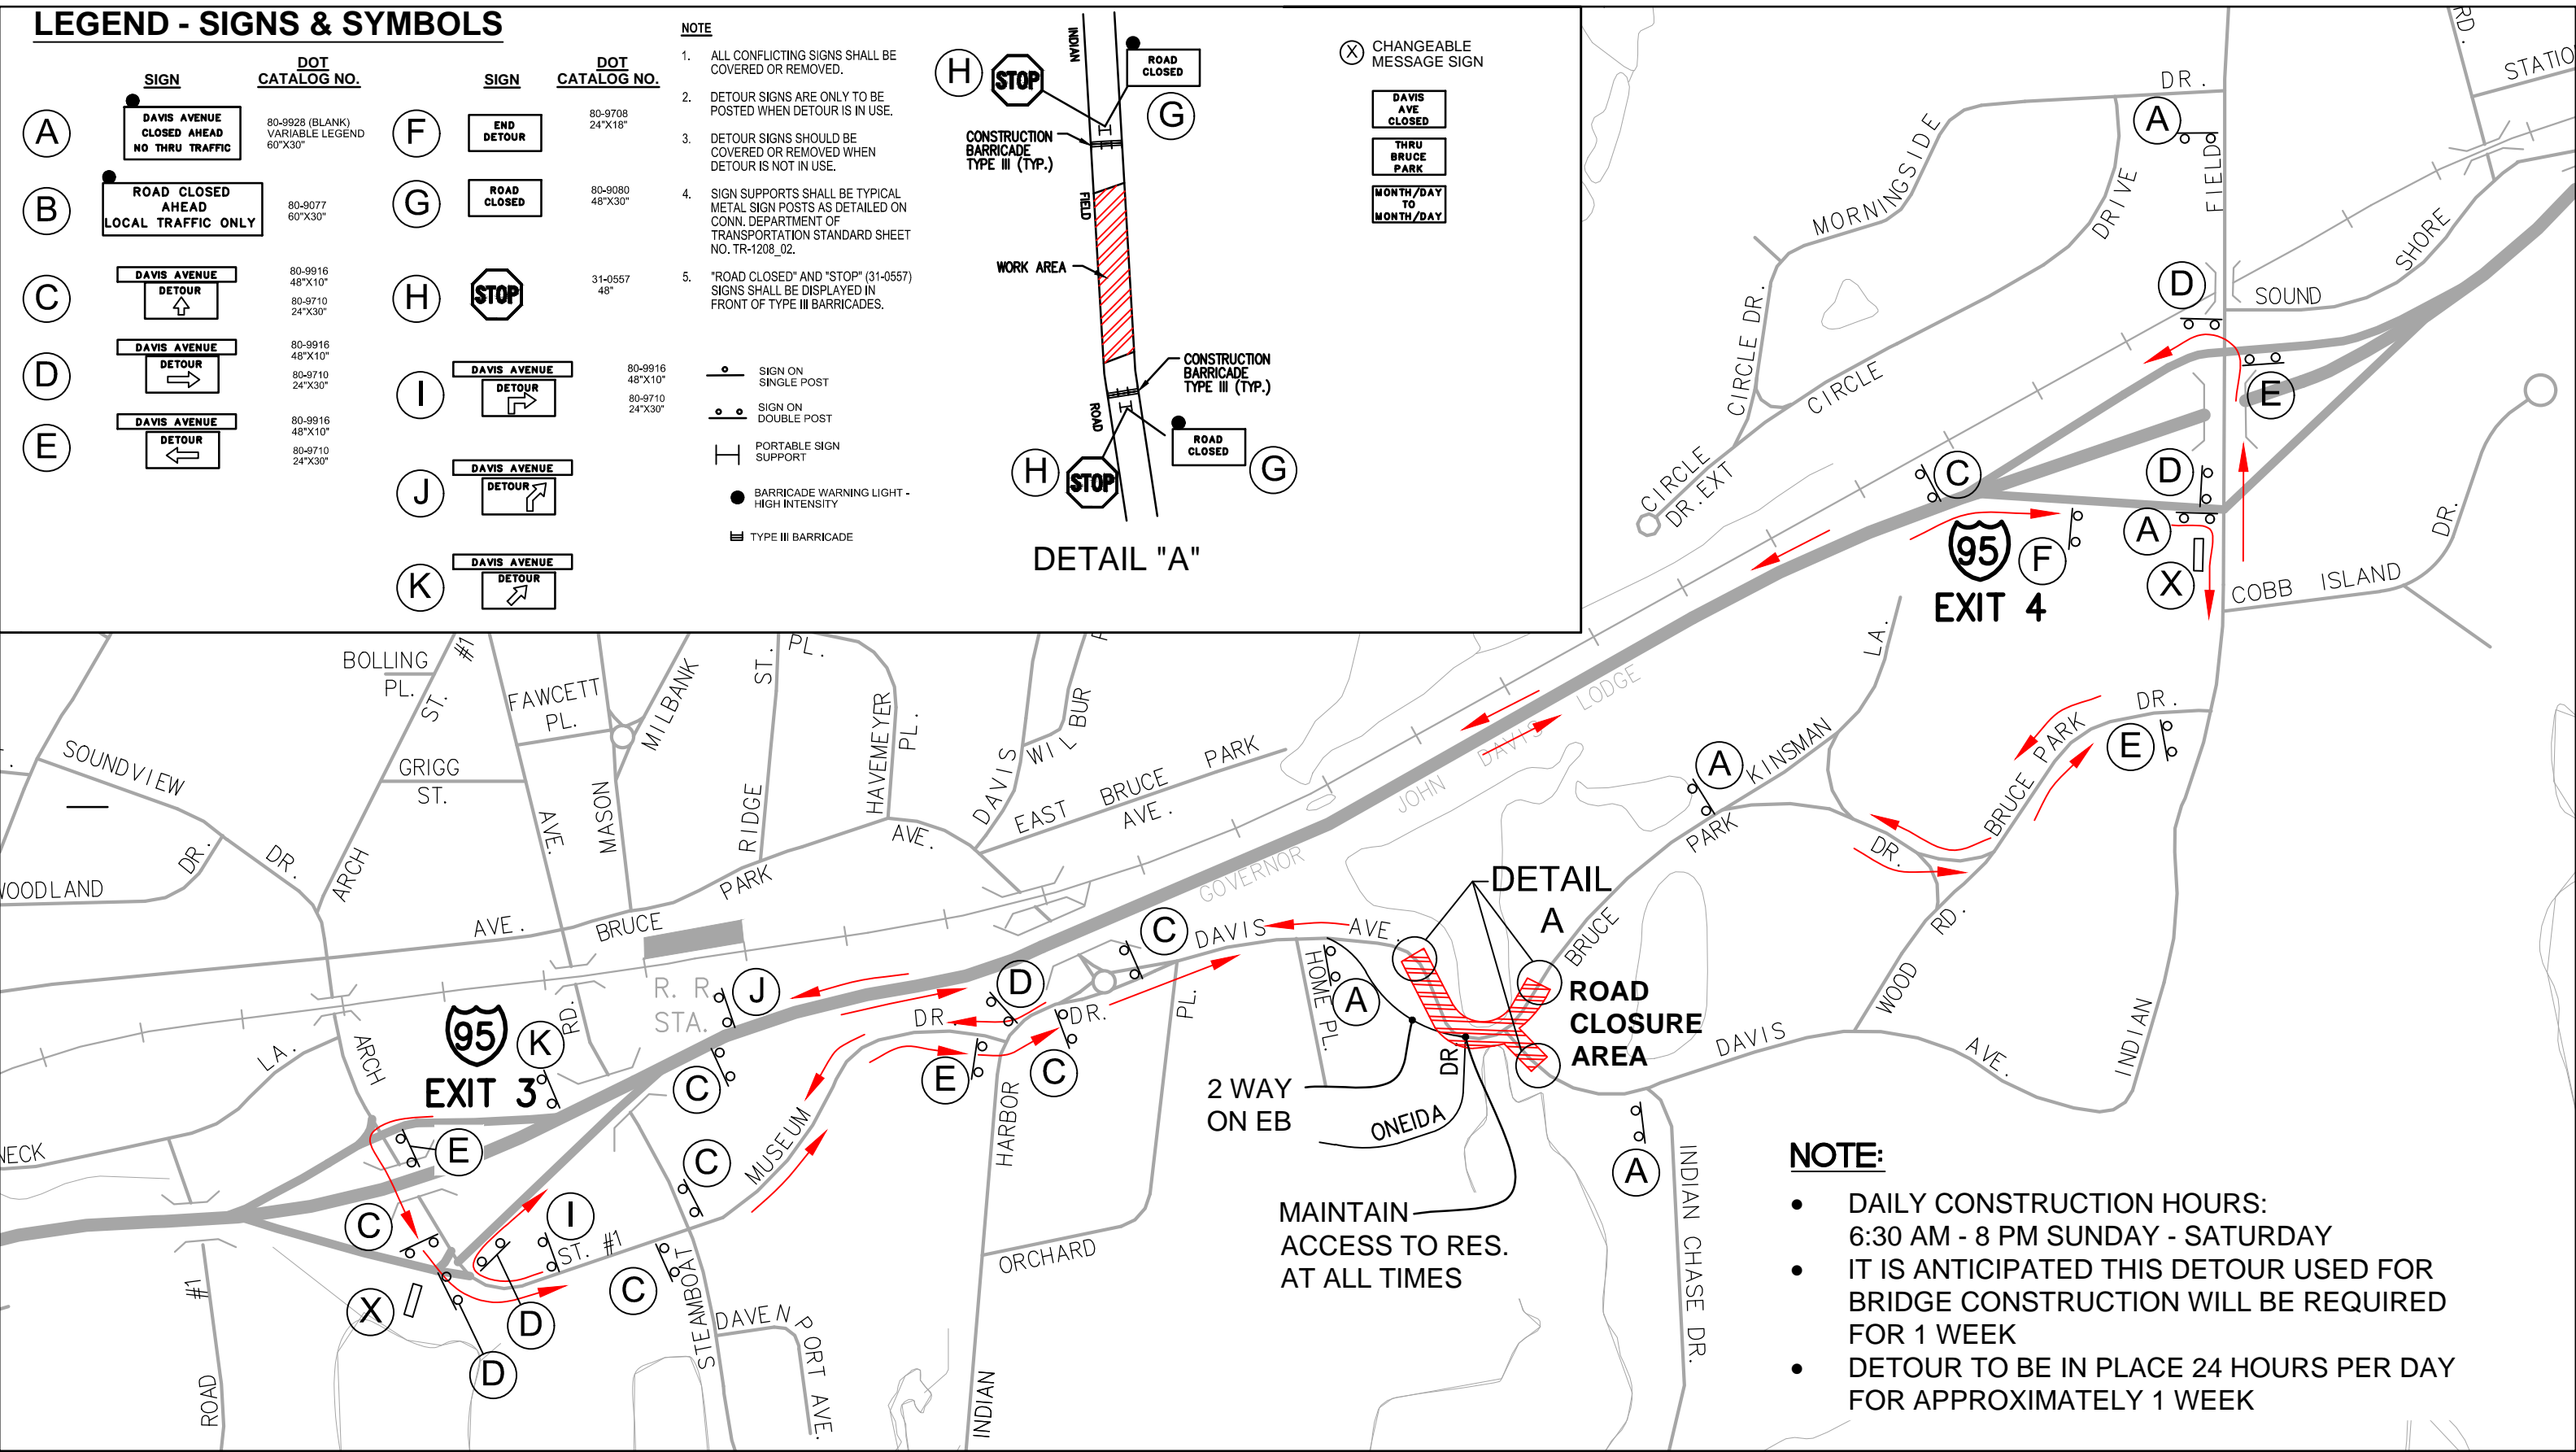 LEGEND - SIGNS & SYMBOLS
SIGN
DOT
CATALOG NO.
A
DAVIS AVENUE
CLOSED AHEAD
NO THRU TRAFFIC
80-9928 (BLANK)
VARIABLE LEGEND
60"X30"
B
ROAD CLOSED
AHEAD
LOCAL TRAFFIC ONLY
80-9077
60"X30"
C
DAVIS AVENUE
DETOUR
80-9916
48"X10"
80-9710
24"X30"
D
DAVIS AVENUE
DETOUR
80-9916
48"X10"
80-9710
24"X30"
E
DAVIS AVENUE
DETOUR
80-9916
48"X10"
80-9710
24"X30"
SIGN
DOT
CATALOG NO.
F
END
DETOUR
80-9708
24"X18"
G
ROAD
CLOSED
80-9080
48"X30"
H
STOP
31-0557
48"
I
DAVIS AVENUE
DETOUR
80-9916
48"X10"
80-9710
24"X30"
J
DAVIS AVENUE
DETOUR
K
DAVIS AVENUE
DETOUR
NOTE
1. ALL CONFLICTING SIGNS SHALL BE
COVERED OR REMOVED.
2. DETOUR SIGNS ARE ONLY TO BE
POSTED WHEN DETOUR IS IN USE.
3. DETOUR SIGNS SHOULD BE
COVERED OR REMOVED WHEN
DETOUR IS NOT IN USE.
4. SIGN SUPPORTS SHALL BE TYPICAL
METAL SIGN POSTS AS DETAILED ON
CONN. DEPARTMENT OF
TRANSPORTATION STANDARD SHEET
NO. TR-1208_02.
5. "ROAD CLOSED" AND "STOP" (31-0557)
SIGNS SHALL BE DISPLAYED IN
FRONT OF TYPE III BARRICADES.
SIGN ON
SINGLE POST
SIGN ON
DOUBLE POST
PORTABLE SIGN
SUPPORT
BARRICADE WARNING LIGHT -
HIGH INTENSITY
TYPE III BARRICADE
INDIAN
H
STOP
ROAD
CLOSED
G
CONSTRUCTION
BARRICADE
TYPE III (TYP.)
FIELD
WORK AREA
CONSTRUCTION
BARRICADE
TYPE III (TYP.)
ROAD
H
STOP
ROAD
CLOSED
G
DETAIL "A"
X CHANGEABLE
MESSAGE SIGN
DAVIS
AVE
CLOSED
THRU
BRUCE
PARK
MONTH/DAY
TO
MONTH/DAY
RD.
STATIO
DR.
A
FIELD
MORNINGSIDE
DRIVE
SHORE
D
SOUND
CIRCLE DR.
CIRCLE
E
CIRCLE
DR. EXT
C
D
A
DR.
95
F
X
EXIT 4
COBB ISLAND
BOLLING
PL.
ST.
#1
FAWCETT
PL.
MILBANK
ST.
PL.
HAVEMEYER
PL.
DAVIS
WILBUR
SOUNDVIEW
DR.
DR.
GRIGG
ST.
ARCH
AVE.
MASON
RIDGE
AVE.
EAST BRUCE PARK
AVE.
GOVERNOR JOHN DAVIS LODGE
LA.
KINSMAN
A
PARK
BRUCE PARK
DR.
E
DR.
WOODLAND
AVE.
BRUCE
PARK
R. R.
STA.
J
D
DR.
C
DAVIS AVE.
DETAIL
A
BRUCE
ROAD
CLOSURE
AREA
WOOD
RD.
DAVIS
AVE.
INDIAN
HOME PL.
A
PL.
DR.
95
EXIT 3
K
RD.
LA.
ARCH
C
E
C
MUSEUM
HARBOR
2 WAY
ON EB
DR
ONEIDA
A
NECK
E
C
C
I
ST. #1
C
X
D
D
STEAMBOAT
DAVENPORT AVE.
ORCHARD
INDIAN
#1
ROAD
MAINTAIN
ACCESS TO RES.
AT ALL TIMES
INDIAN CHASE DR.
NOTE:
• DAILY CONSTRUCTION HOURS:
6:30 AM - 8 PM SUNDAY - SATURDAY
• IT IS ANTICIPATED THIS DETOUR USED FOR
BRIDGE CONSTRUCTION WILL BE REQUIRED
FOR 1 WEEK
• DETOUR TO BE IN PLACE 24 HOURS PER DAY
FOR APPROXIMATELY 1 WEEK